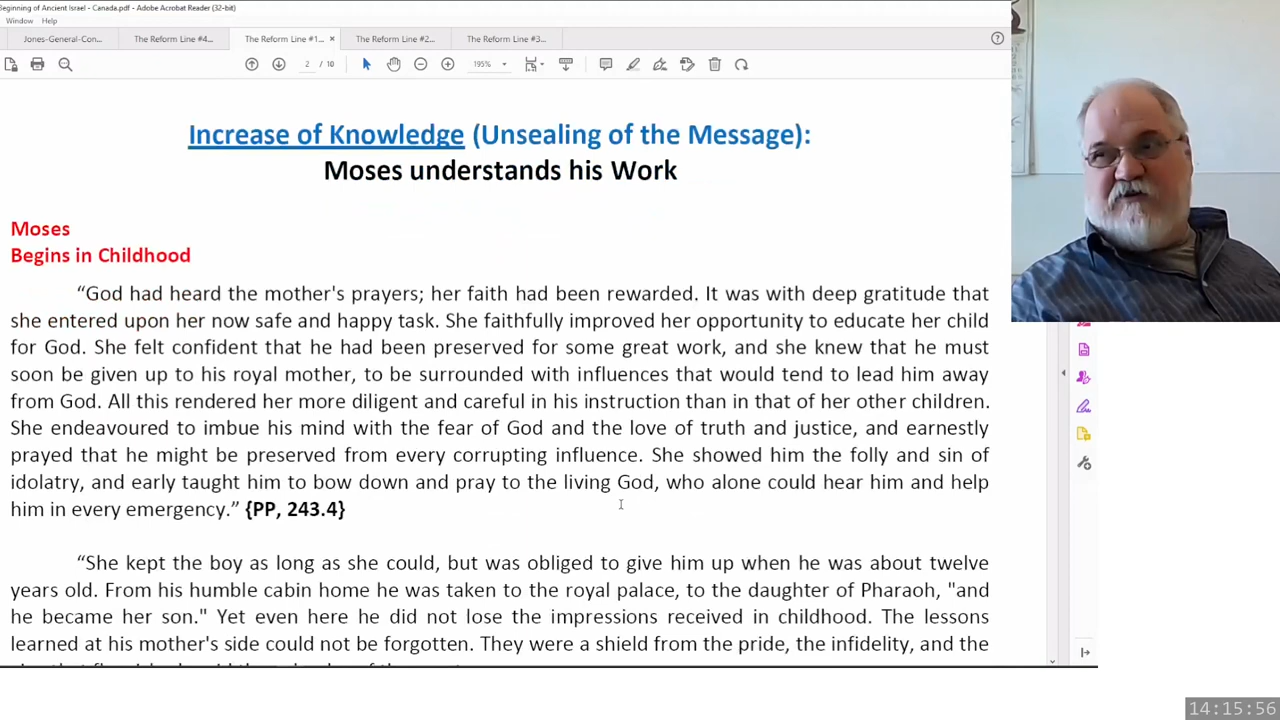 Beginning of Ancient Israel - Canada.pdf - Adobe Acrobat Reader (32-bit)
Window Help
Jones-General-Con... The Reform Line #4... The Reform Line #1... × The Reform Line #2... The Reform Line #3...
2 / 10 195%
Increase of Knowledge (Unsealing of the Message):
Moses understands his Work
Moses
Begins in Childhood
“God had heard the mother's prayers; her faith had been rewarded. It was with deep gratitude that
she entered upon her now safe and happy task. She faithfully improved her opportunity to educate her child
for God. She felt confident that he had been preserved for some great work, and she knew that he must
soon be given up to his royal mother, to be surrounded with influences that would tend to lead him away
from God. All this rendered her more diligent and careful in his instruction than in that of her other children.
She endeavoured to imbue his mind with the fear of God and the love of truth and justice, and earnestly
prayed that he might be preserved from every corrupting influence. She showed him the folly and sin of
idolatry, and early taught him to bow down and pray to the living God, who alone could hear him and help
him in every emergency.” {PP, 243.4}
“She kept the boy as long as she could, but was obliged to give him up when he was about twelve
years old. From his humble cabin home he was taken to the royal palace, to the daughter of Pharaoh, "and
he became her son." Yet even here he did not lose the impressions received in childhood. The lessons
learned at his mother's side could not be forgotten. They were a shield from the pride, the infidelity, and the
14:15:56